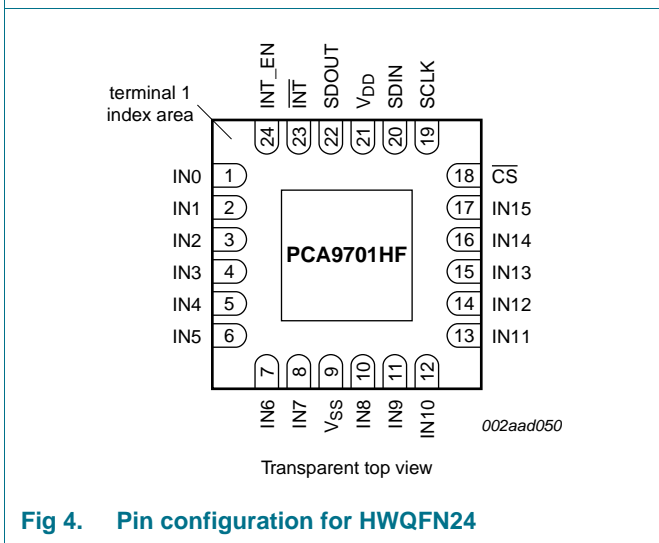 terminal 1
index area
INT_EN
INT
SDOUT
VDD
SDIN
SCLK
24
23
22
21
20
19
IN0 1
IN1 2
IN2 3
IN3 4
IN4 5
IN5 6
PCA9701HF
18 CS
17 IN15
16 IN14
15 IN13
14 IN12
13 IN11
7
8
9
10
11
12
IN6
IN7
VSS
IN8
IN9
IN10
002aad050
Transparent top view
Fig 4. Pin configuration for HWQFN24